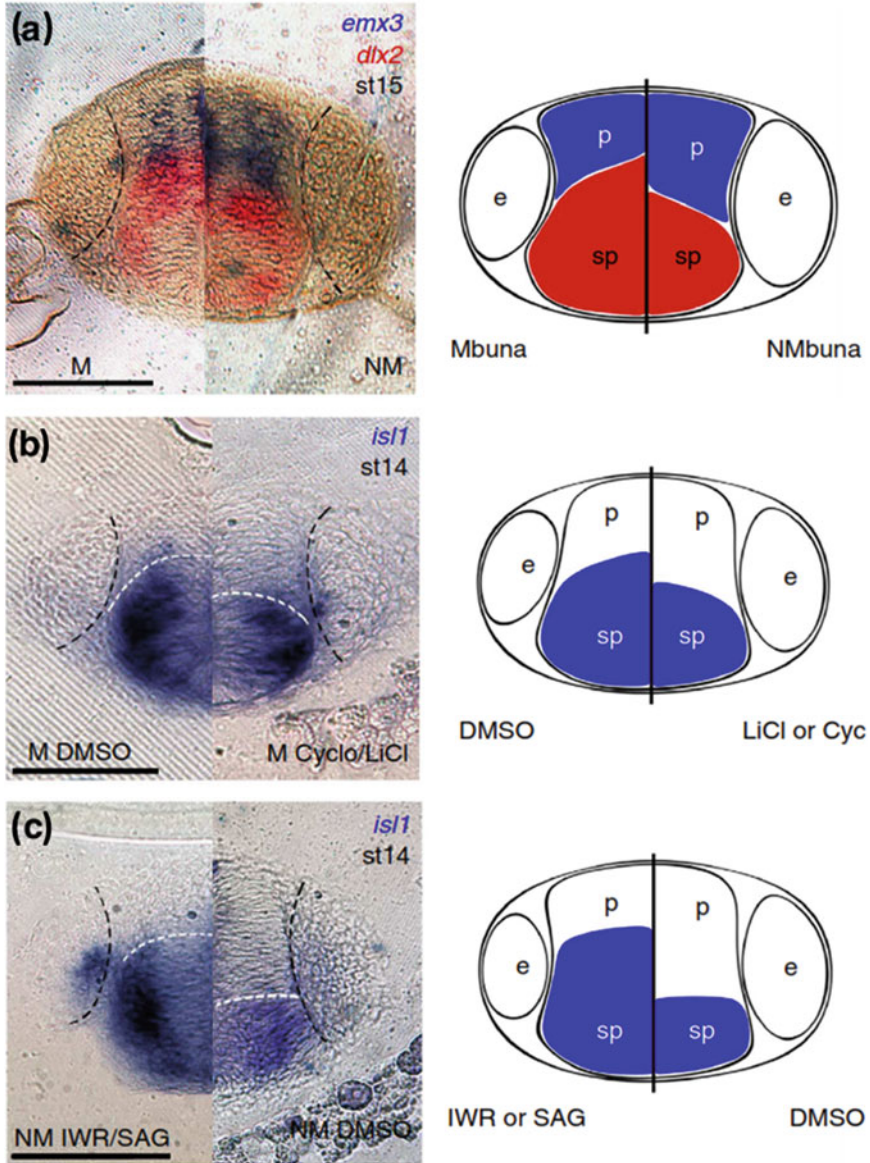 (a)
emx3
dlx2
st15
M
NM
p
p
e
e
sp
sp
Mbuna
NMbuna
(b)
isl1
st14
M DMSO
M Cyclo/LiCl
p
p
e
e
sp
sp
DMSO
LiCl or Cyc
(c)
isl1
st14
NM IWR/SAG
NM DMSO
p
p
e
e
sp
sp
IWR or SAG
DMSO